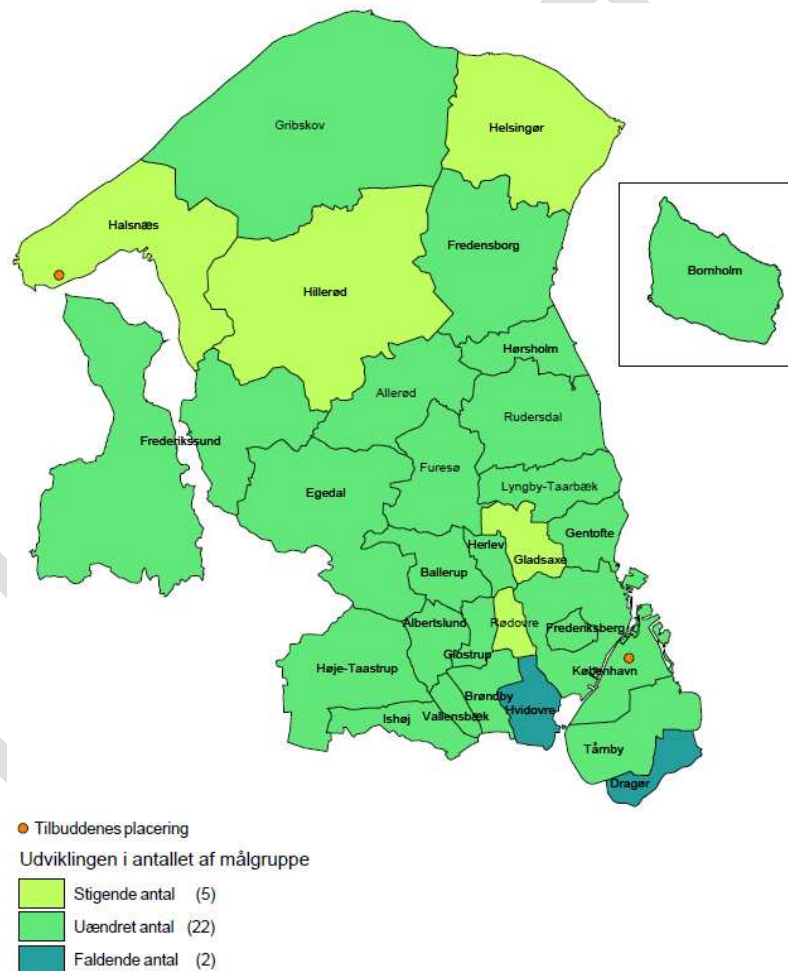 Gribskov
Helsingør
Halsnæs
Fredensborg
Bornholm
Hillerød
Hørsholm
Allerød
Rudersdal
Frederikssund
Furesø
Egedal
Lyngby-Taarbæk
Gentofte
Herlev
Gladsaxe
Ballerup
Albertslund
Rødovre
Frederiksberg
Glostrup
Høje-Taastrup
København
Brøndby
Hvidovre
Ishøj
Vallensbæk
Tårnby
Dragør
Tilbuddenes placering
Udviklingen i antallet af målgruppe
Stigende antal (5)
Uændret antal (22)
Faldende antal (2)